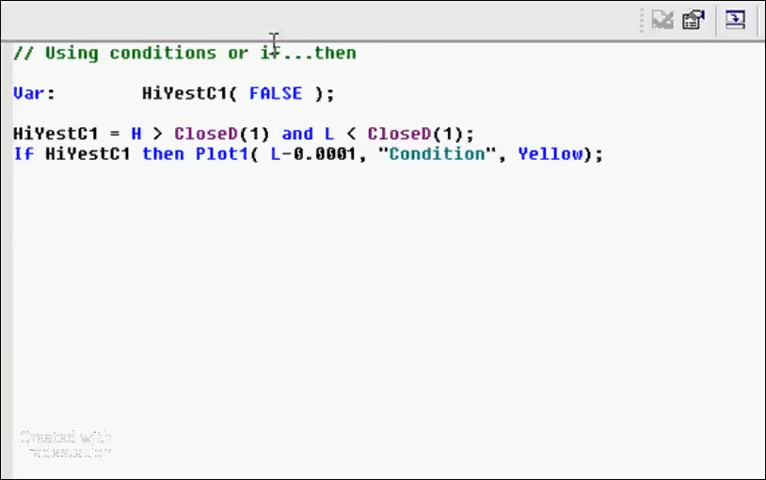 // Using conditions or if...then
Var: HiYestC1( FALSE );
HiYestC1 = H > CloseD(1) and L < CloseD(1);
If HiYestC1 then Plot1( L-0.0001, "Condition", Yellow);
Created with